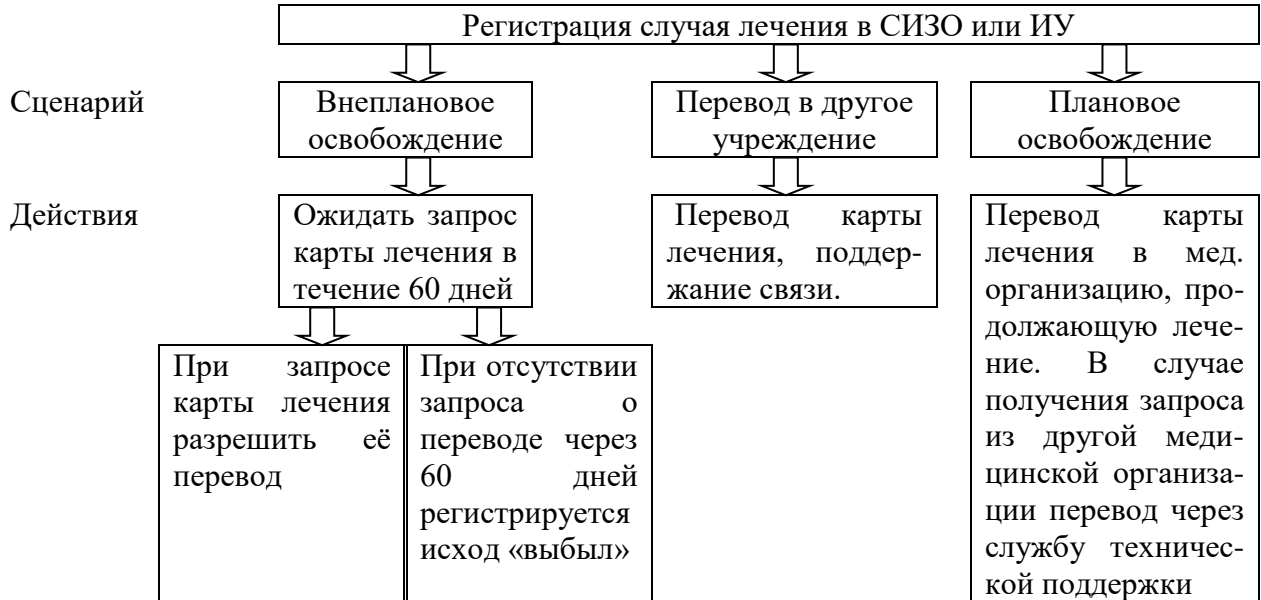 Регистрация случая лечения в СИЗО или ИУ
Сценарий
Внеплановое
освобождение
Перевод в другое
учреждение
Плановое
освобождение
Действия
Ожидать запрос
карты лечения в
течение 60 дней
Перевод карты
лечения, поддер-
жание связи.
Перевод карты
лечения в мед.
организацию, про-
должающую лече-
ние. В случае
получения запроса
из другой меди-
цинской организа-
ции перевод через
службу техничес-
кой поддержки
При запросе
карты лечения
разрешить её
перевод
При отсутствии
запроса о
переводе через
60 дней
регистрируется
исход «выбыл»